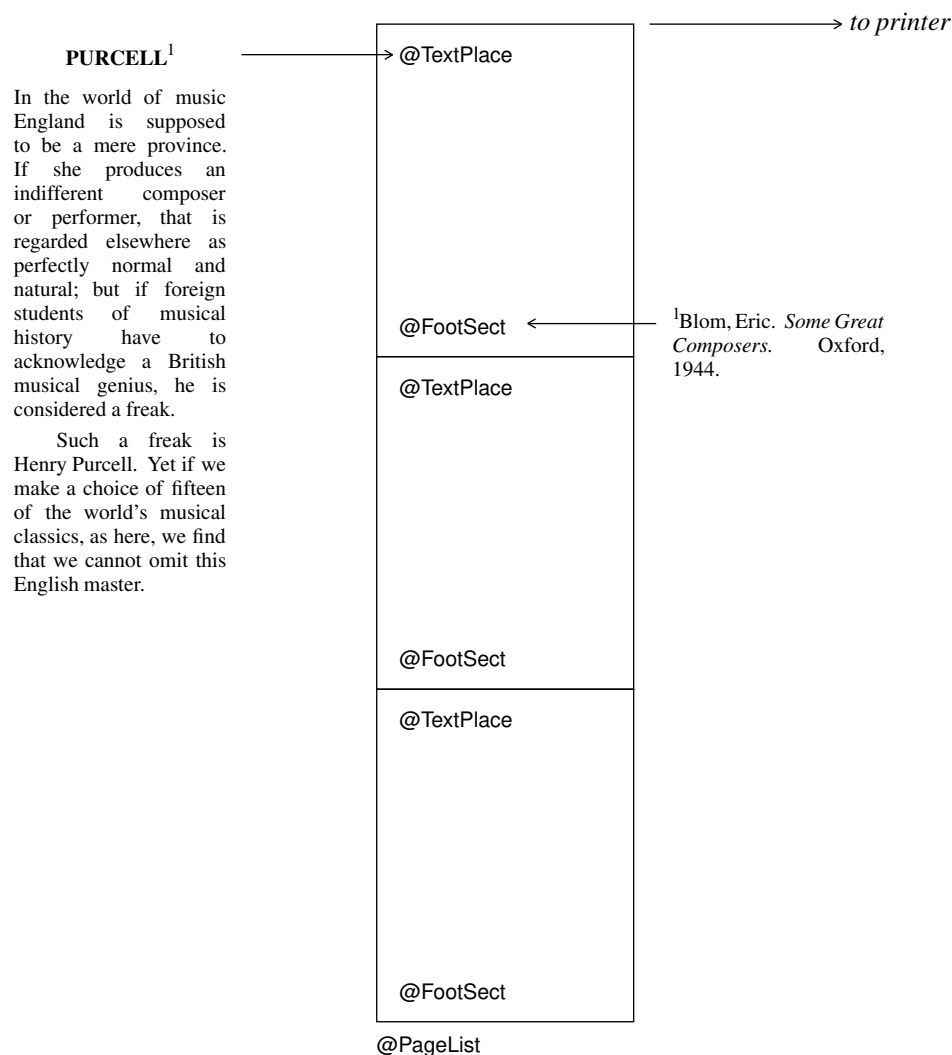 to printer
PURCELL1
In the world of music
England is supposed
to be a mere province.
If she produces an
indifferent composer
or performer, that is
regarded elsewhere as
perfectly normal and
natural; but if foreign
students of musical
history have to
acknowledge a British
musical genius, he is
considered a freak.
Such a freak is
Henry Purcell. Yet if we
make a choice of fifteen
of the world's musical
classics, as here, we find
that we cannot omit this
English master.
@TextPlace
@FootSect
1Blom, Eric. Some Great
Composers. Oxford,
1944.
@TextPlace
@FootSect
@TextPlace
@FootSect
@PageList